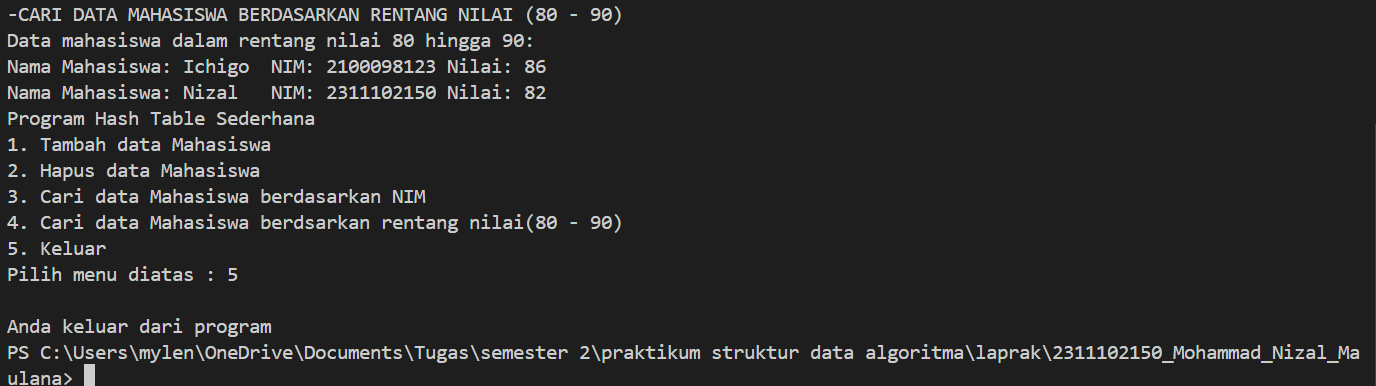 -CARI DATA MAHASISWA BERDASARKAN RENTANG NILAI (80 - 90)
Data mahasiswa dalam rentang nilai 80 hingga 90:
Nama Mahasiswa: Ichigo  NIM: 2100098123 Nilai: 86
Nama Mahasiswa: Nizal   NIM: 2311102150 Nilai: 82
Program Hash Table Sederhana
1. Tambah data Mahasiswa
2. Hapus data Mahasiswa
3. Cari data Mahasiswa berdasarkan NIM
4. Cari data Mahasiswa berdsarkan rentang nilai(80 - 90)
5. Keluar
Pilih menu diatas : 5
Anda keluar dari program
PS C:\Users\mylen\OneDrive\Documents\Tugas\semester 2\praktikum struktur data algoritma\laprak\2311102150_Mohammad_Nizal_Ma
ulana>